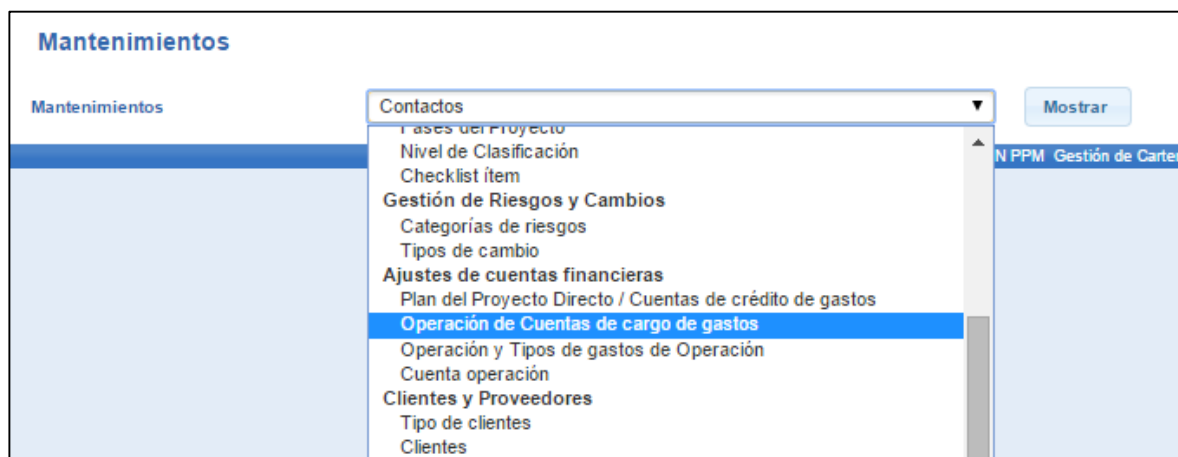 Mantenimientos
Mantenimientos
Contactos
Mostrar
Fases del Proyecto
Nivel de Clasificación
Checklist ítem
Gestión de Riesgos y Cambios
Categorías de riesgos
Tipos de cambio
Ajustes de cuentas financieras
Plan del Proyecto Directo / Cuentas de crédito de gastos
Operación de Cuentas de cargo de gastos
Operación y Tipos de gastos de Operación
Cuenta operación
Clientes y Proveedores
Tipo de clientes
Clientes
N PPM Gestión de Carter